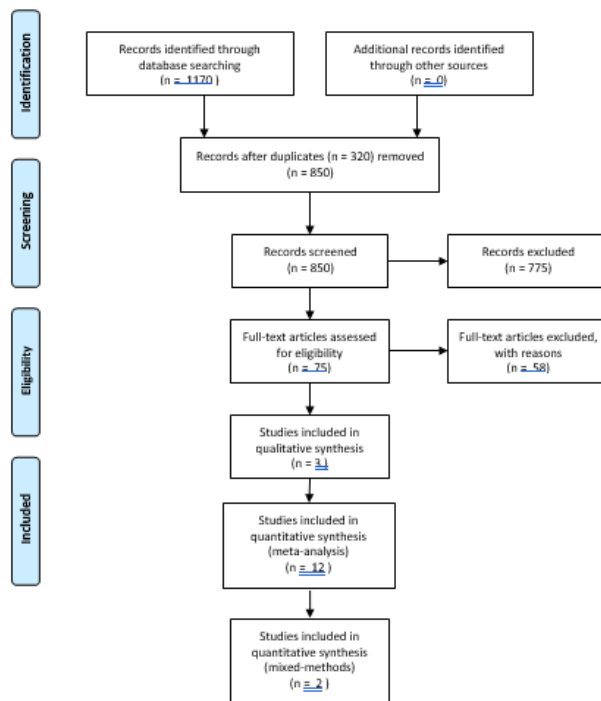 Identification
Records identified through
database searching
(n = 1170 )
Additional records identified
through other sources
(n = 0)
Records after duplicates (n = 320) removed
(n = 850)
Screening
Records screened
(n = 850)
Records excluded
(n = 775)
Eligibility
Full-text articles assessed
for eligibility
(n = 75)
Full-text articles excluded,
with reasons
(n = 58)
Studies included in
qualitative synthesis
(n = 3 )
Included
Studies included in
quantitative synthesis
(meta-analysis)
(n = 12 )
Studies included in
quantitative synthesis
(mixed-methods)
(n = 2 )